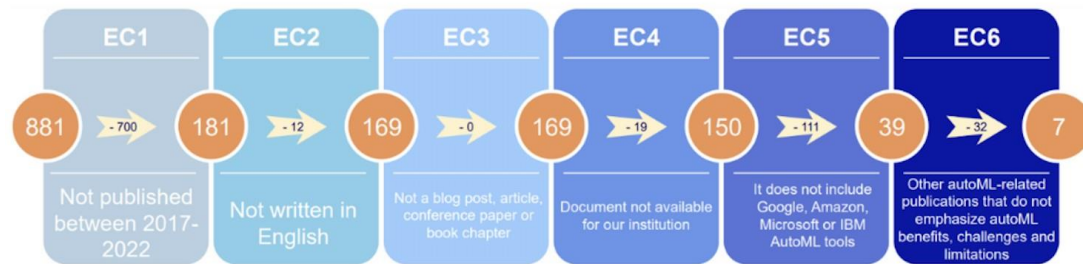 EC1
EC2
EC3
EC4
EC5
EC6
881
- 700
181
- 12
169
- 0
169
- 19
150
- 111
39
- 32
7
Not published
between 2017-
2022
Not written in
English
Not a blog post, article,
conference paper or
book chapter
Document not available
for our institution
It does not include
Google, Amazon,
Microsoft or IBM
AutoML tools
Other autoML-related
publications that do not
emphasize autoML
benefits, challenges and
limitations